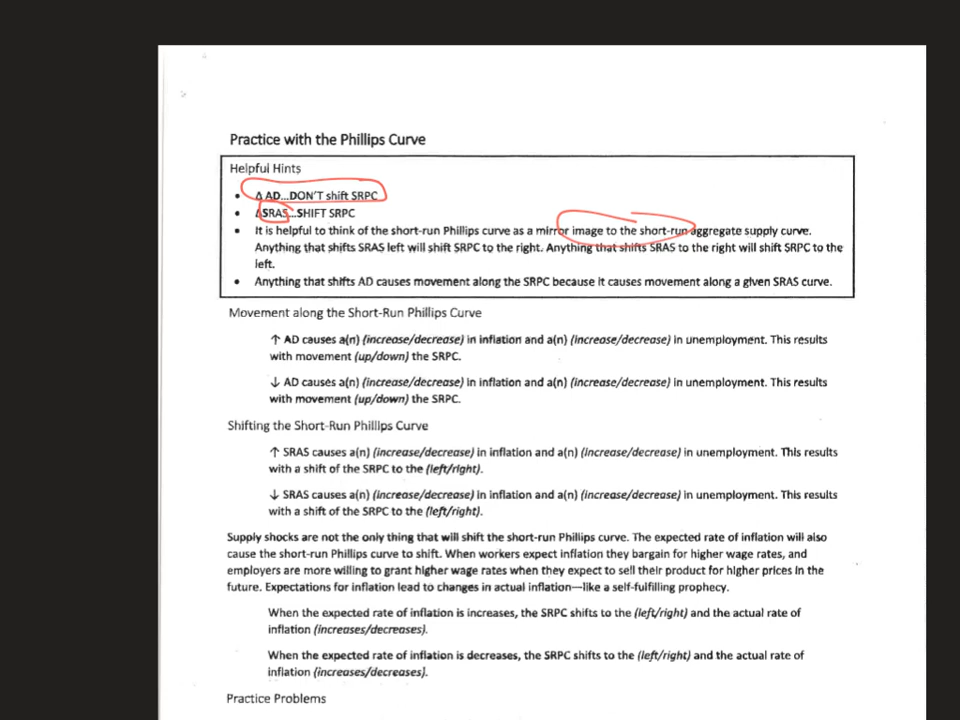 Practice with the Phillips Curve
Helpful Hints
• Δ AD...DON'T shift SRPC
• Δ SRAS...SHIFT SRPC
• It is helpful to think of the short-run Phillips curve as a mirror image to the short-run aggregate supply curve.
Anything that shifts SRAS left will shift SRPC to the right. Anything that shifts SRAS to the right will shift SRPC to the
left.
• Anything that shifts AD causes movement along the SRPC because it causes movement along a given SRAS curve.
Movement along the Short-Run Phillips Curve
↑ AD causes a(n) (increase/decrease) in inflation and a(n) (increase/decrease) in unemployment. This results
with movement (up/down) the SRPC.
↓ AD causes a(n) (increase/decrease) in inflation and a(n) (increase/decrease) in unemployment. This results
with movement (up/down) the SRPC.
Shifting the Short-Run Phillips Curve
↑ SRAS causes a(n) (increase/decrease) in inflation and a(n) (increase/decrease) in unemployment. This results
with a shift of the SRPC to the (left/right).
↓ SRAS causes a(n) (increase/decrease) in inflation and a(n) (increase/decrease) in unemployment. This results
with a shift of the SRPC to the (left/right).
Supply shocks are not the only thing that will shift the short-run Phillips curve. The expected rate of inflation will also
cause the short-run Phillips curve to shift. When workers expect inflation they bargain for higher wage rates, and
employers are more willing to grant higher wage rates when they expect to sell their product for higher prices in the
future. Expectations for inflation lead to changes in actual inflation—like a self-fulfilling prophecy.
When the expected rate of inflation is increases, the SRPC shifts to the (left/right) and the actual rate of
inflation (increases/decreases).
When the expected rate of inflation is decreases, the SRPC shifts to the (left/right) and the actual rate of
inflation (increases/decreases).
Practice Problems